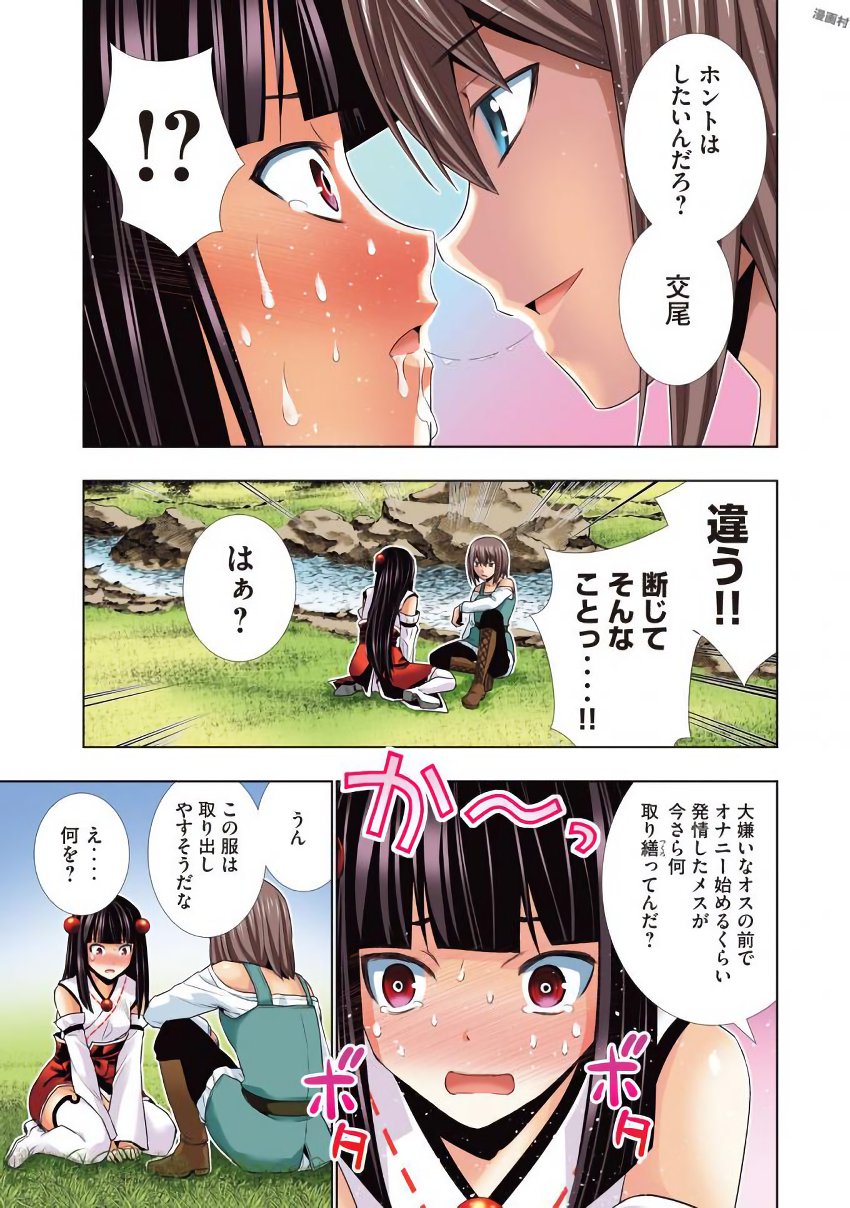 漫画村
ホントは
したいんだろ?
交尾
!?
違う!!
断じて
そんな
ことっ‥‥!!
はぁ?
大嫌いなオスの前で
オナニー始めるくらい
発情したメスが
今さら何
取り繕ってんだ?
つくろ
か〜っ
ボタ
ボタ
うん
この服は
取り出し
やすそうだな
え‥‥
何を?